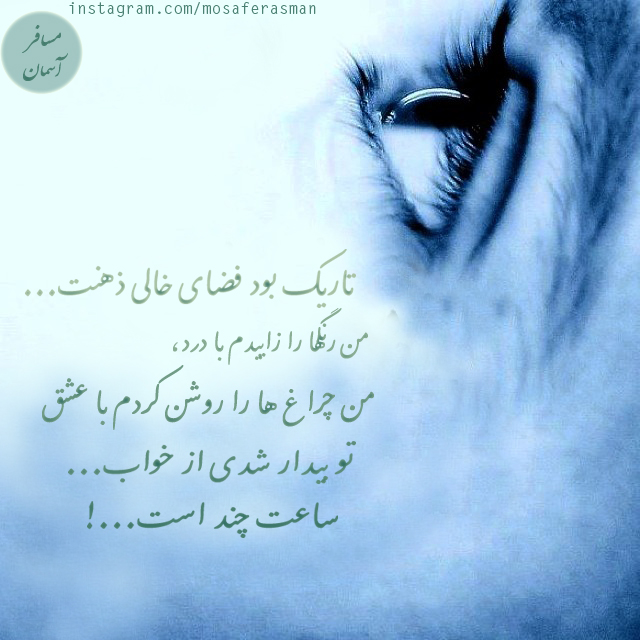 instagram.com/mosaferasman
مسافر
آسمان
تاریک بود فضای خالی ذهنت...
من رنگها را زاییدم با درد،
من چراغ ها را روشن کردم با عشق
تو بیدار شدی از خواب...
ساعت چند است...!